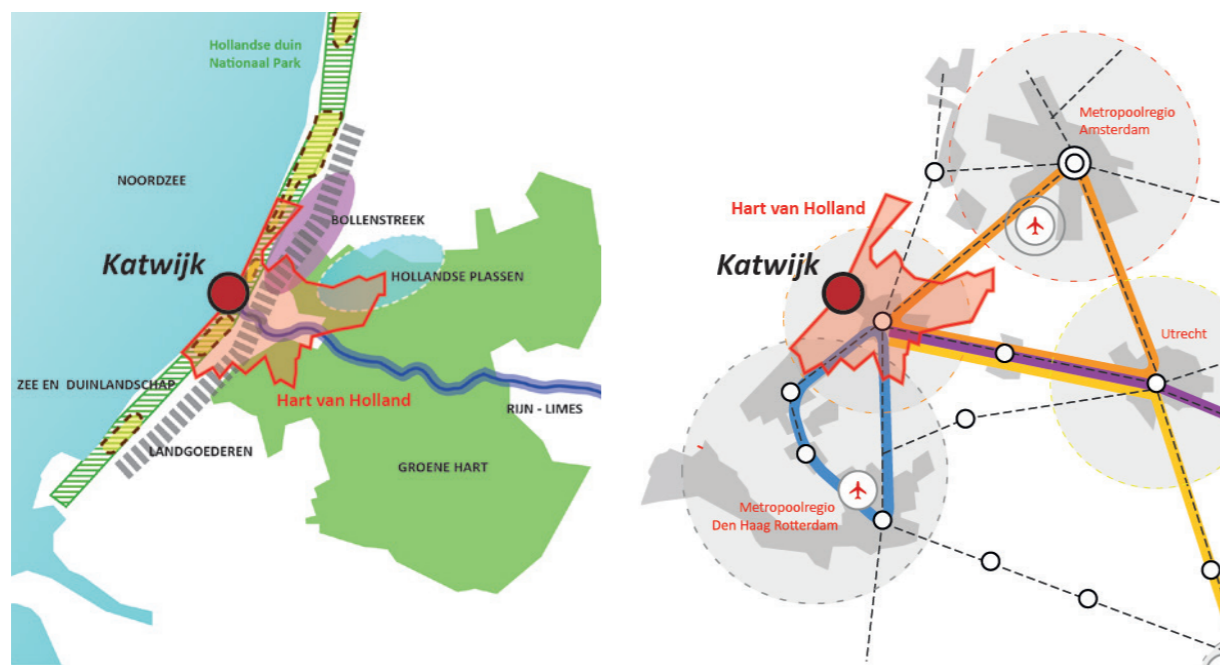 Hollandse duin
Nationaal Park
NOORDZEE
BOLLENSTREEK
Katwijk
HOLLANDSE PLASSEN
ZEE EN DUINLANDSCHAP
Hart van Holland
RIJN - LIMES
LANDGOEDEREN
GROENE HART
Metropoolregio
Amsterdam
Hart van Holland
Katwijk
Utrecht
Metropoolregio
Den Haag Rotterdam